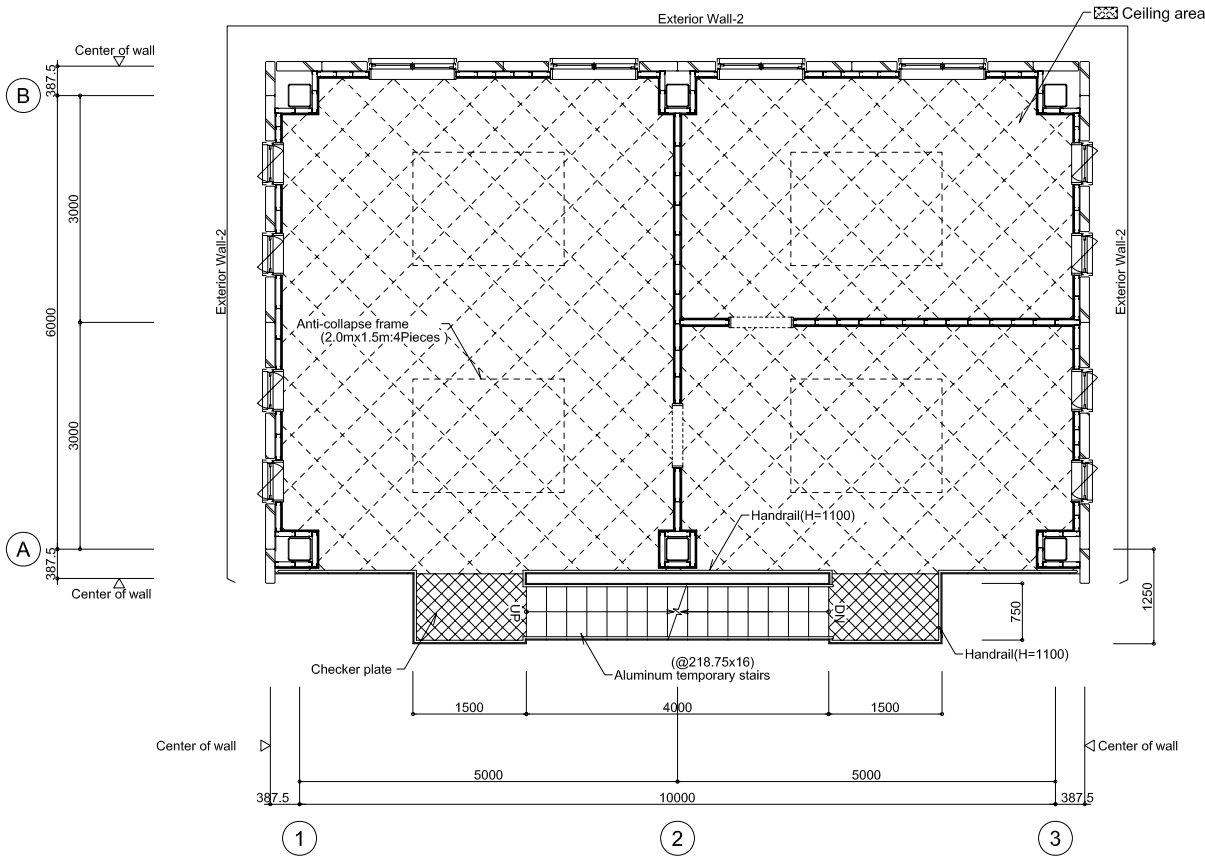 Exterior Wall-2
Ceiling area
Center of wall
387.5
B
3000
Exterior Wall-2
Exterior Wall-2
6000
Anti-collapse frame
(2.0mx1.5m:4Pieces )
3000
Handrail(H=1100)
A
387.5
Center of wall
UP
DN
750
1250
Checker plate
(@218.75x16)
Aluminum temporary stairs
Handrail(H=1100)
1500
4000
1500
Center of wall
Center of wall
5000
5000
387.5
10000
387.5
1
2
3